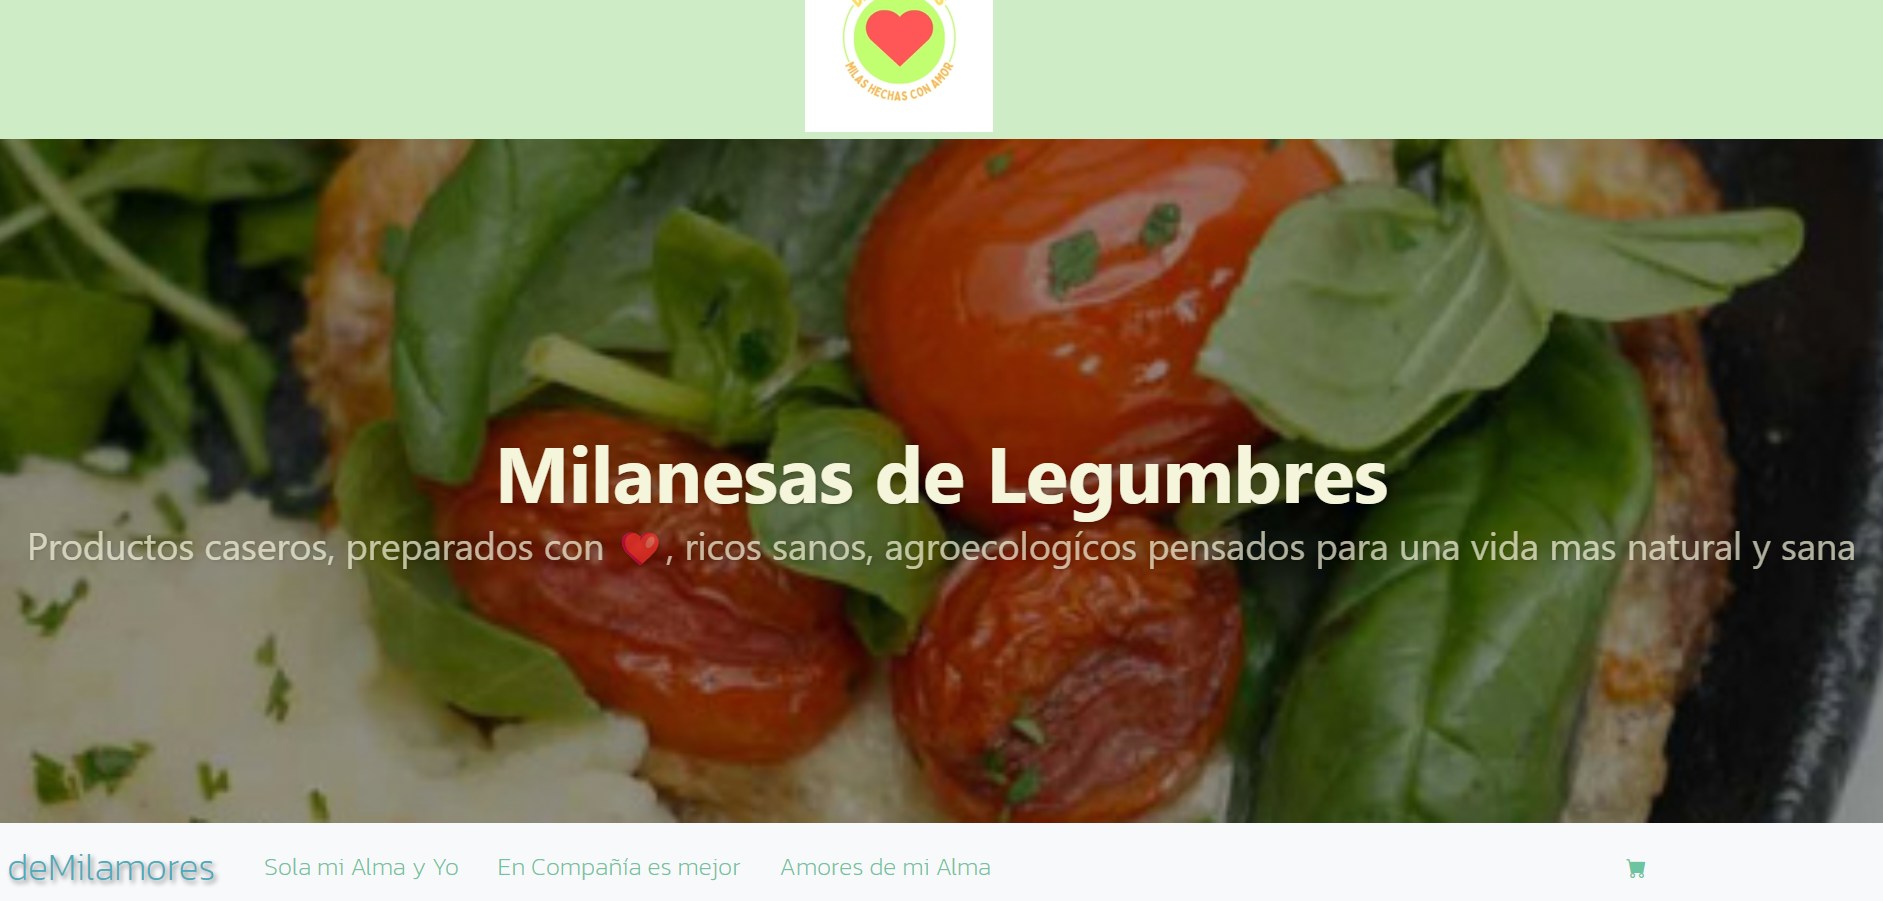 MILAS HECHAS CON AMOR
Milanesas de Legumbres
Productos caseros, preparados con ❤️, ricos sanos, agroecologícos pensados para una vida mas natural y sana
deMilamores
Sola mi Alma y Yo
En Compañía es mejor
Amores de mi Alma